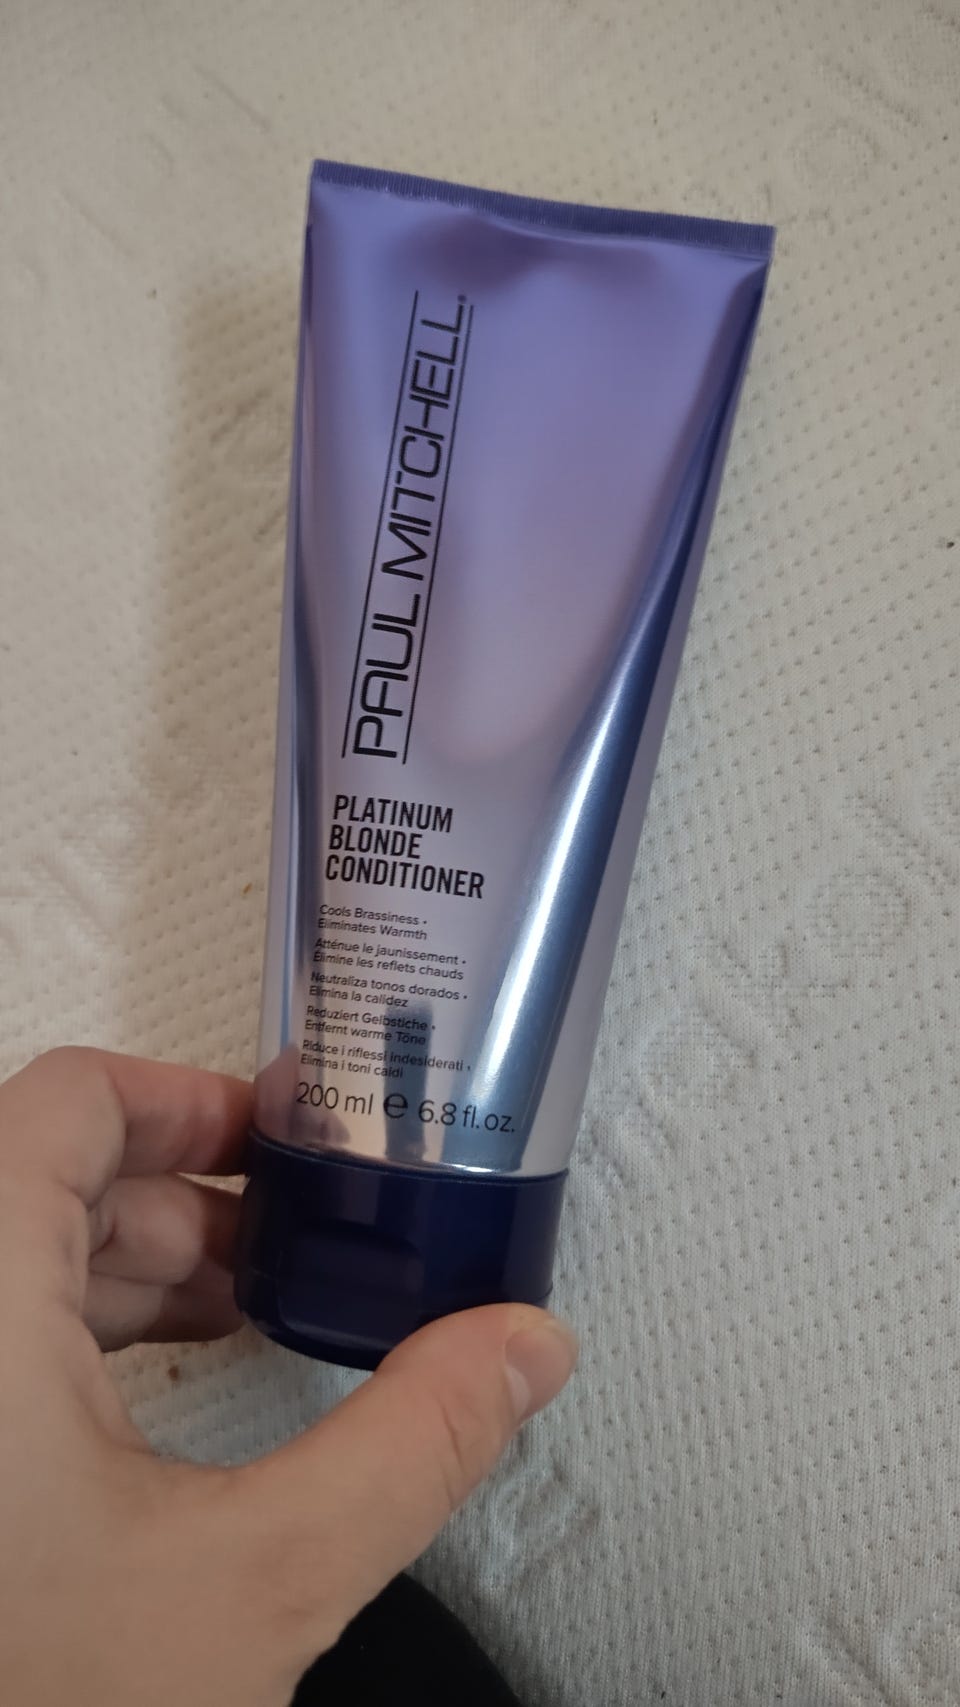 PAUL MITCHELL®
PLATINUM
BLONDE
CONDITIONER
Cools Brassiness •
Eliminates Warmth
Atténue le jaunissement •
Élimine les reflets chauds
Neutraliza tonos dorados •
Elimina la calidez
Reduziert Gelbstiche •
Entfernt warme Töne
Riduce i riflessi indesiderati •
Elimina i toni caldi
200 ml ℮ 6.8 fl. oz.